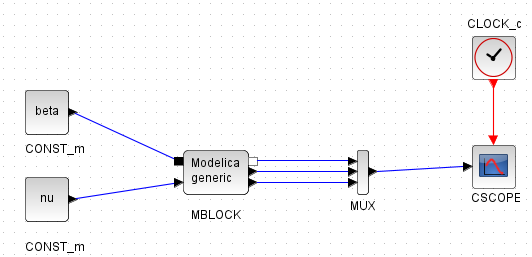 CLOCK_c
beta
CONST_m
Modelica
generic
MBLOCK
MUX
CSCOPE
nu
CONST_m